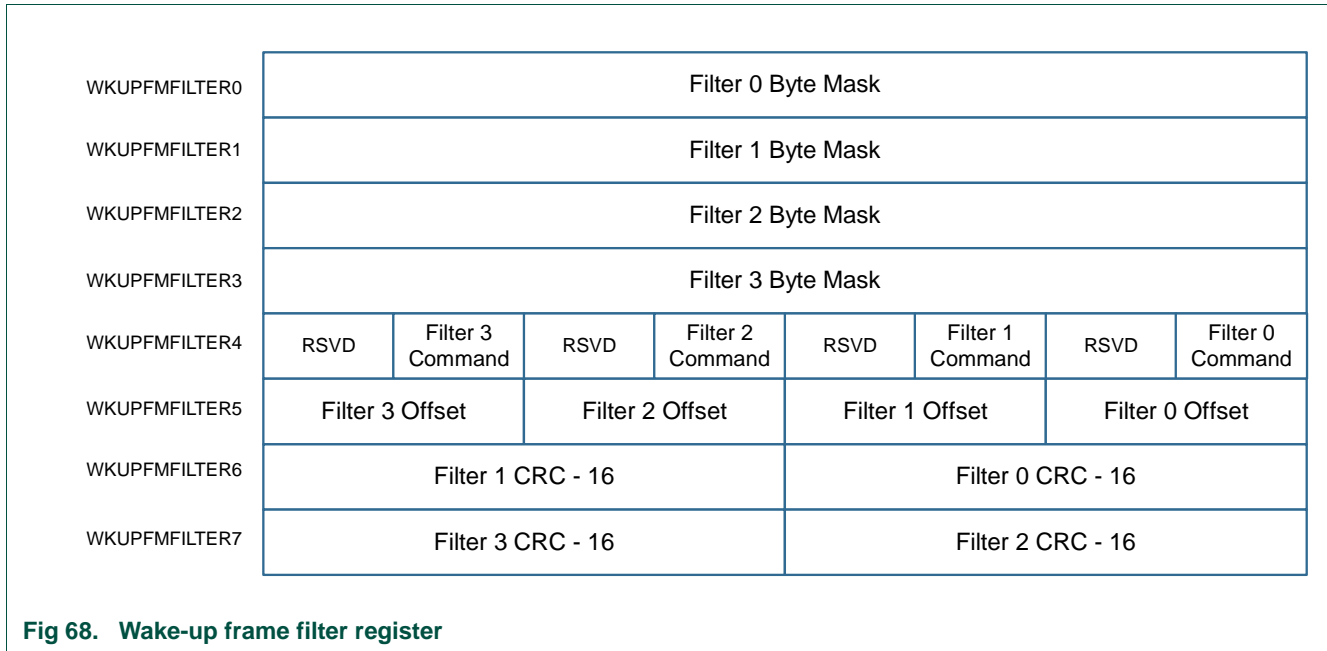 WKUPFMFILTER0 Filter 0 Byte Mask
WKUPFMFILTER1 Filter 1 Byte Mask
WKUPFMFILTER2 Filter 2 Byte Mask
WKUPFMFILTER3 Filter 3 Byte Mask
WKUPFMFILTER4 RSVD Filter 3 Command RSVD Filter 2 Command RSVD Filter 1 Command RSVD Filter 0 Command
WKUPFMFILTER5 Filter 3 Offset Filter 2 Offset Filter 1 Offset Filter 0 Offset
WKUPFMFILTER6 Filter 1 CRC - 16 Filter 0 CRC - 16
WKUPFMFILTER7 Filter 3 CRC - 16 Filter 2 CRC - 16
Fig 68. Wake-up frame filter register